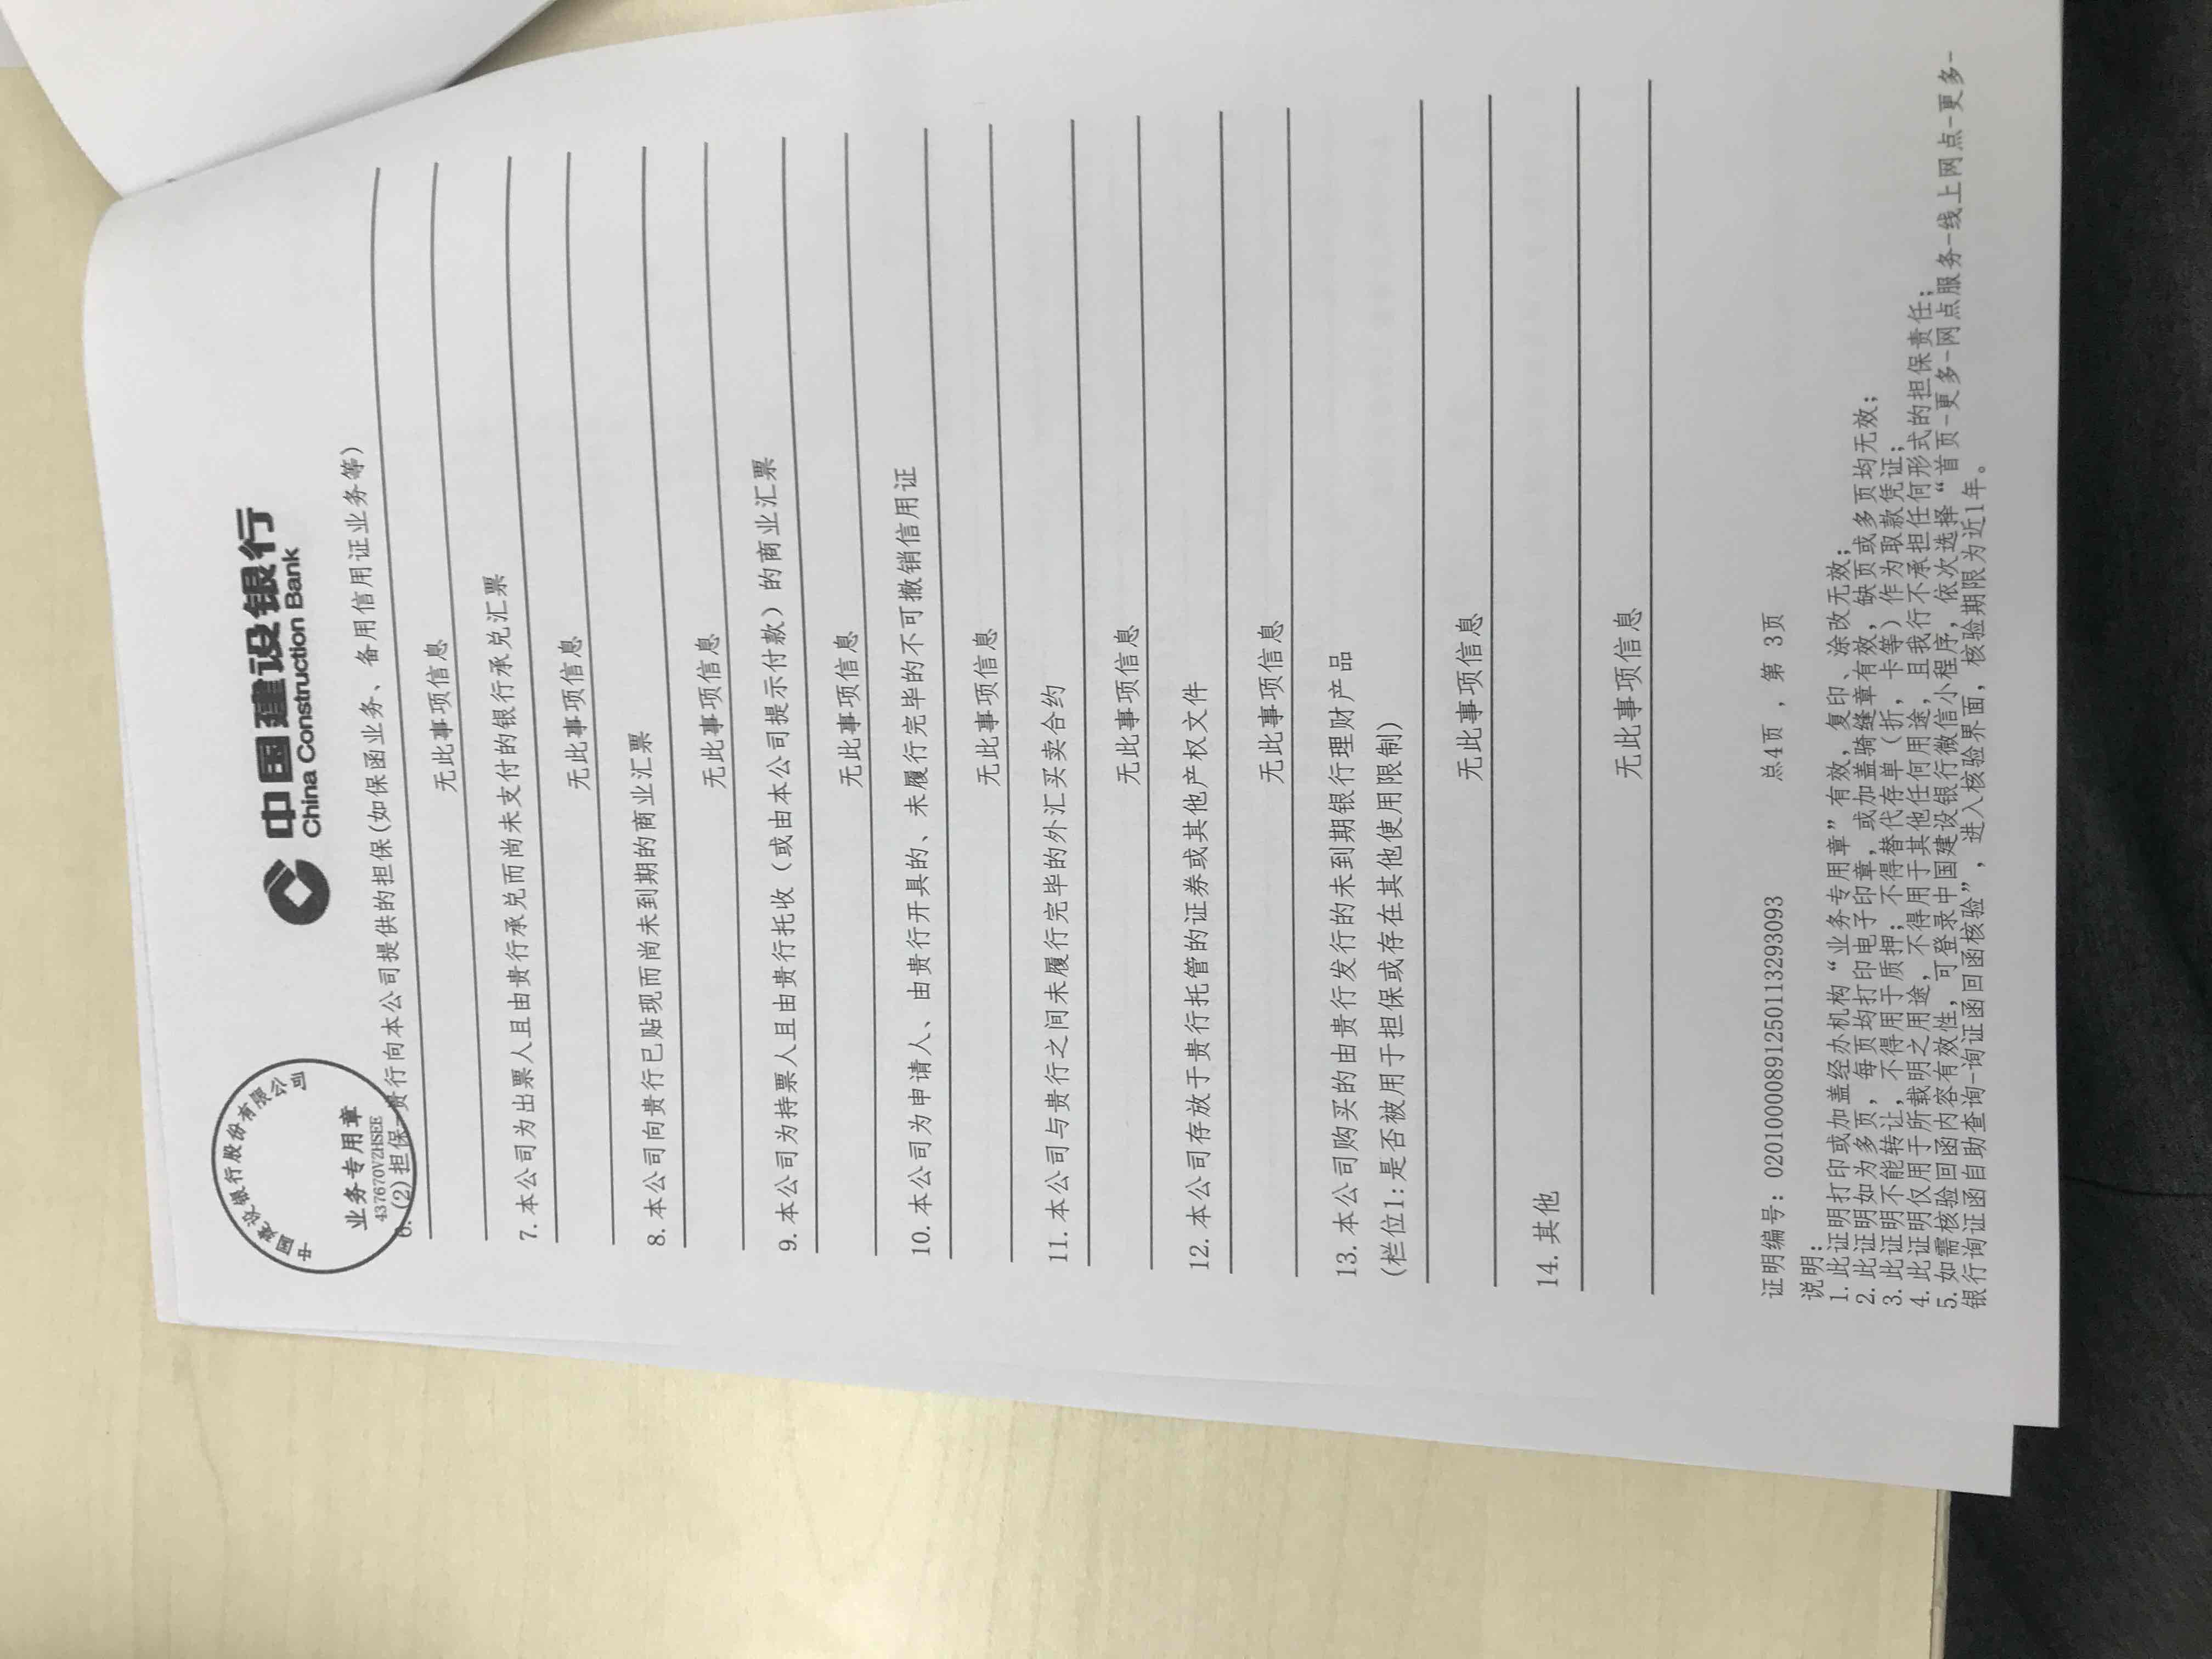 中国建设银行股份有限公司
业务专用章
437670VZHSEE
中国建设银行
China Construction Bank
6.(2)担保-贵行向本公司提供的担保(如保函业务、备用信用证业务等)
无此事项信息
7.本公司为出票人且由贵行承兑而尚未支付的银行承兑汇票
无此事项信息
8.本公司向贵行已贴现而尚未到期的商业汇票
无此事项信息
9.本公司为持票人且由贵行托收（或由本公司提示付款）的商业汇票
无此事项信息
10.本公司为申请人、由贵行开具的、未履行完毕的不可撤销信用证
无此事项信息
11.本公司与贵行之间未履行完毕的外汇买卖合约
无此事项信息
12.本公司存放于贵行托管的证券或其他产权文件
无此事项信息
13.本公司购买的由贵行发行的未到期银行理财产品
(栏位1:是否被用于担保或存在其他使用限制)
无此事项信息
14.其他
无此事项信息
证明编号：02010000891250113293093 总4页 ，第 3页
说明：
1.此证明打印或加盖经办机构“业务专用章”有效，复印、涂改无效；
2.此证明如为多页，每页均打印电子印章，或加盖骑缝章有效，缺页或多页均无效；
3.此证明不能转让，不得用于质押；不得替代存单（折，卡等）作为取款凭证；
4.此证明仅用于所载明之用途，不得用于其他任何用途，且我行不承担任何形式的担保责任；
5.如需核验回函内容有效性，可登录中国建设银行微信小程序，依次选择“首页-更多-网点服务-线上网点-更多-
银行询证函自助查询-询证函回函核验”，进入核验界面，核验期限为近1年。